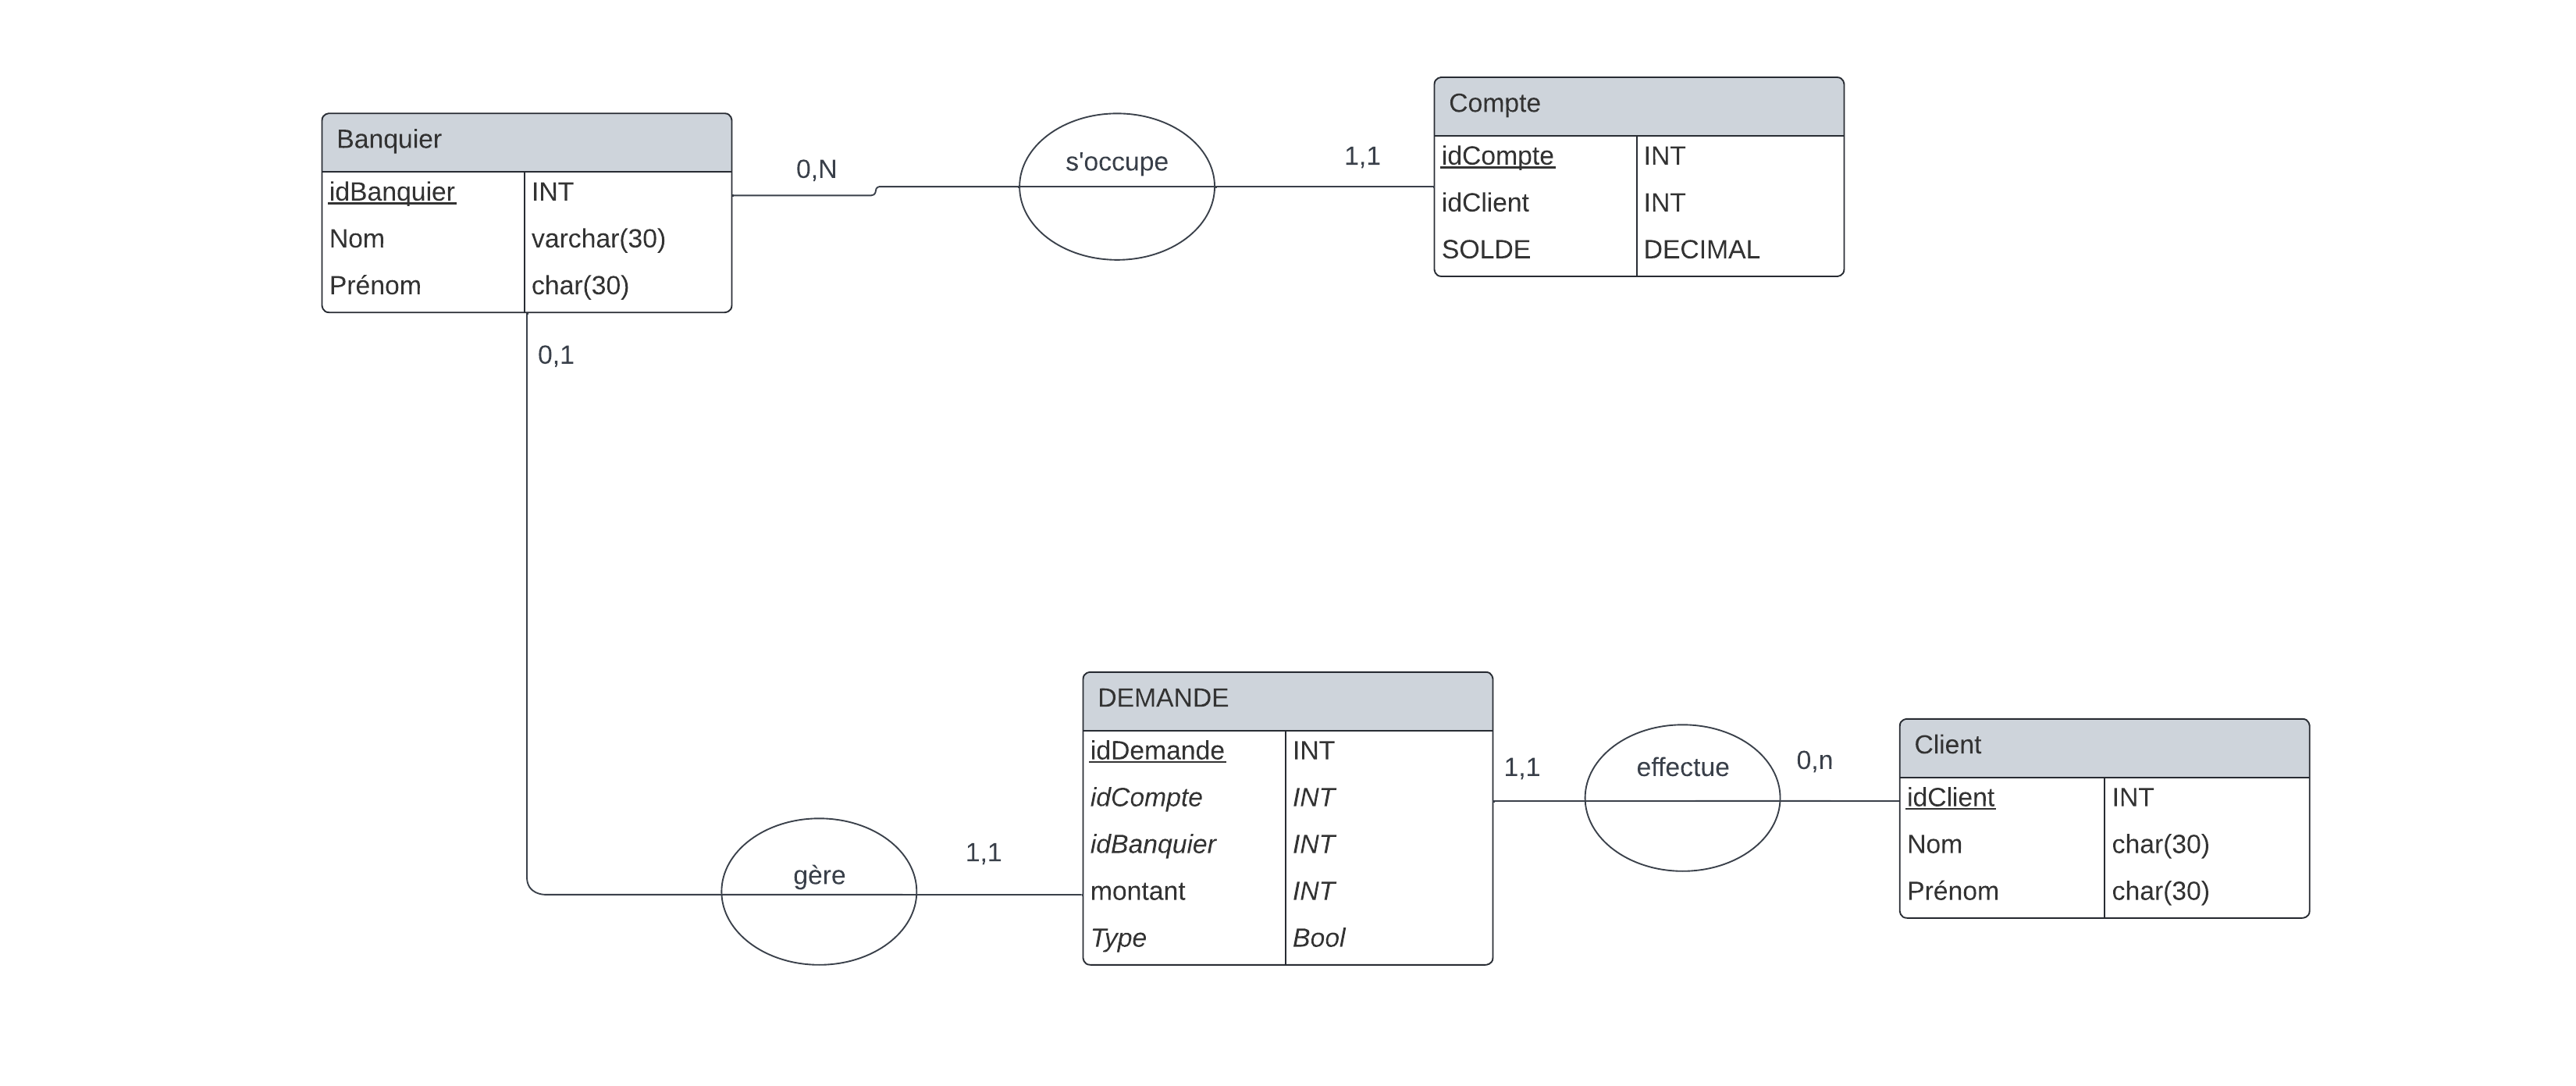 Compte
idCompte INT
idClient INT
SOLDE DECIMAL
Banquier
idBanquier INT
Nom varchar(30)
Prénom char(30)
0,N
s'occupe
1,1
0,1
DEMANDE
idDemande INT
idCompte INT
idBanquier INT
montant INT
Type Bool
gère
1,1
1,1
effectue
0,n
Client
idClient INT
Nom char(30)
Prénom char(30)